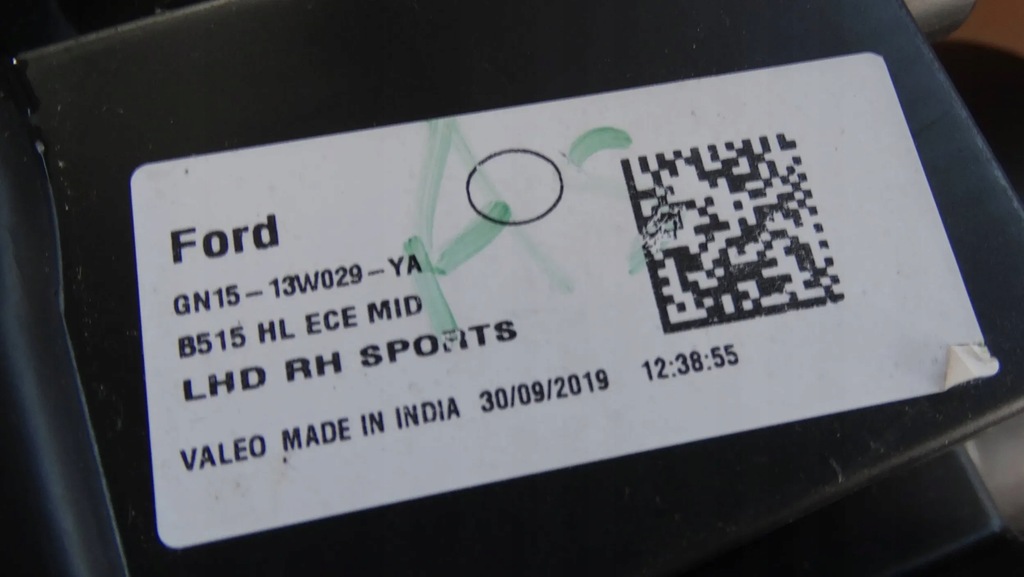 Ford
GN15-13W029-YA
B515 HL ECE MID
LHD RH SPORTS
VALEO MADE IN INDIA 30/09/2019 12:38:55